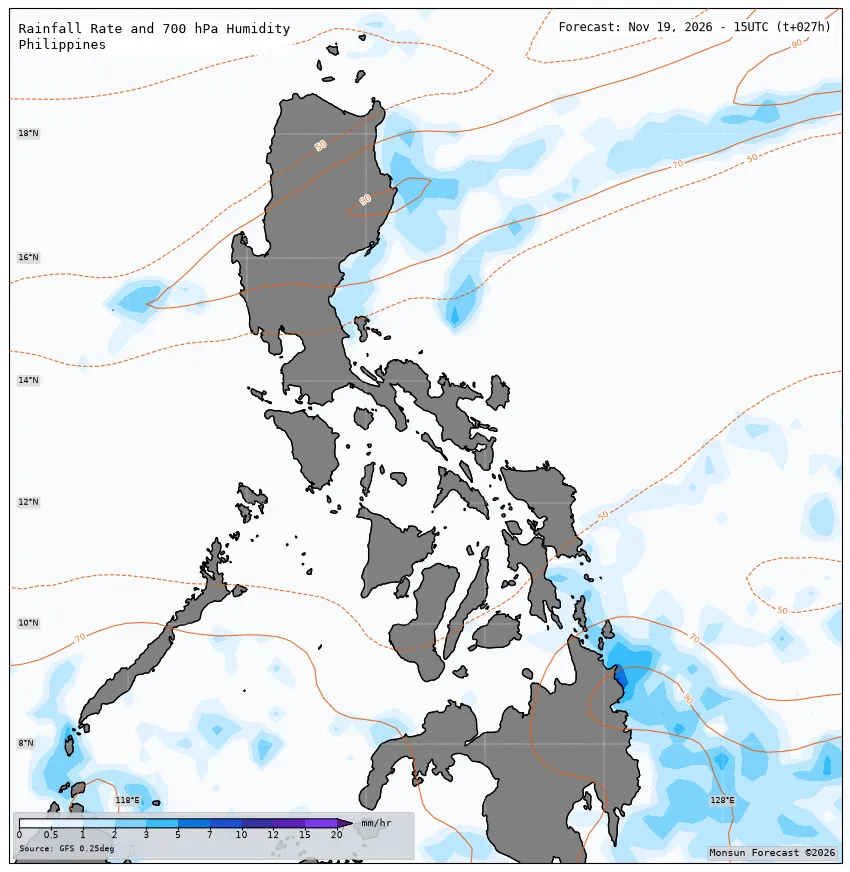 Rainfall Rate and 700 hPa Humidity
Philippines
Forecast: Nov 19, 2026 - 15UTC (t+027h)
90
18°N
50
70
50
90
16°N
14°N
12°N
50
50
10°N
70
70
90
8°N
118°E
128°E
0 0.5 1 2 3 5 7 10 12 15 20 mm/hr
Source: GFS 0.25deg
Monsun Forecast ©2026